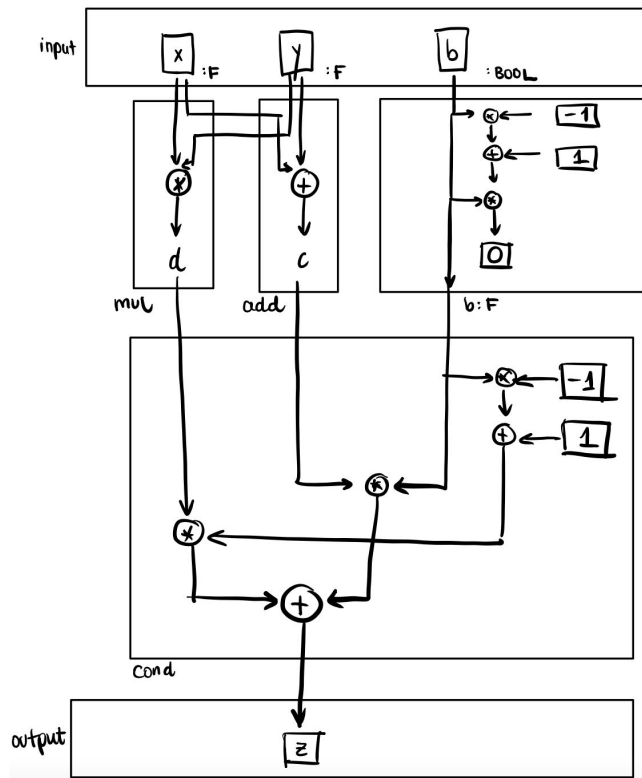 input
x
:F
y
:F
b
:BOOL
* -1
+ 1
*
0
*
+
d
c
mul
add
b:F
* -1
+ 1
*
*
+
cond
output
z